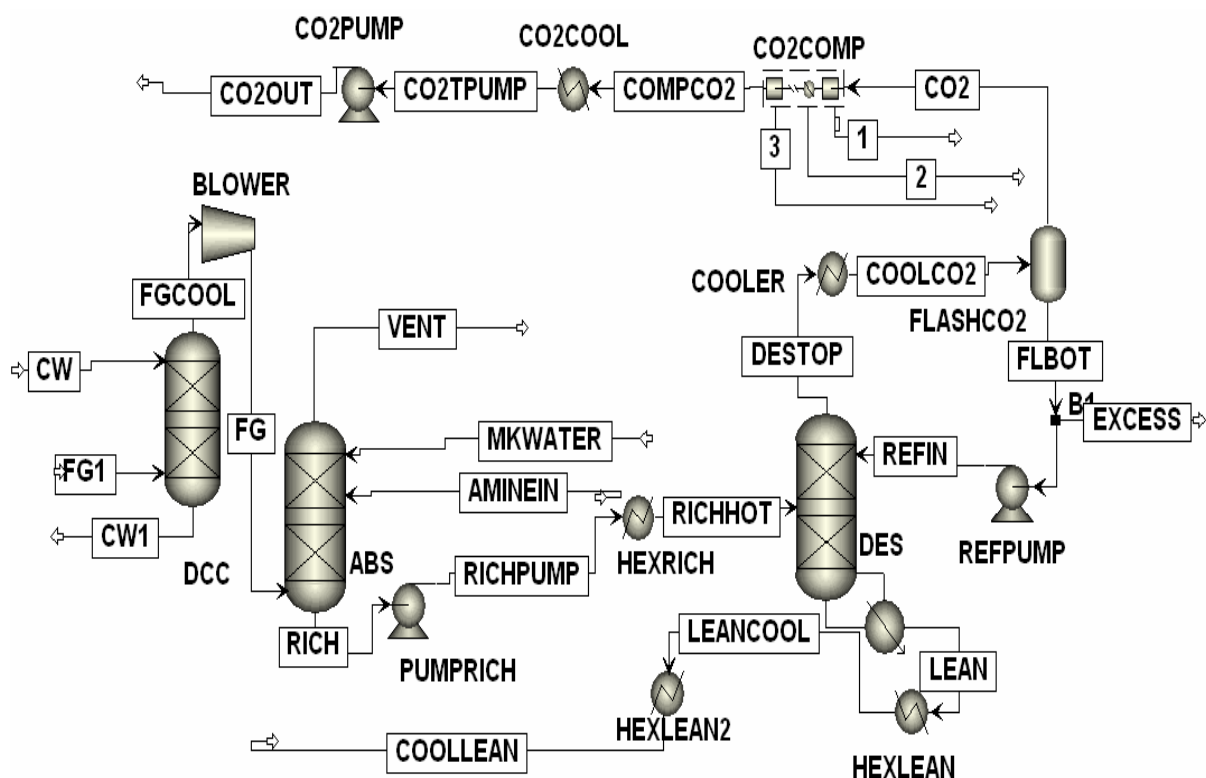 CO2PUMP
CO2COOL
CO2COMP
CO2OUT
CO2TPUMP
COMPCO2
CO2
1
3
2
BLOWER
FGCOOL
COOLER
COOLCO2
FLASHCO2
VENT
CW
DESTOP
FLBOT
B1
EXCESS
FG
MKWATER
REFIN
FG1
AMINEIN
RICHHOT
CW1
DCC
ABS
RICHPUMP
HEXRICH
DES
REFPUMP
RICH
LEANCOOL
LEAN
PUMPRICH
HEXLEAN2
COOLLEAN
HEXLEAN